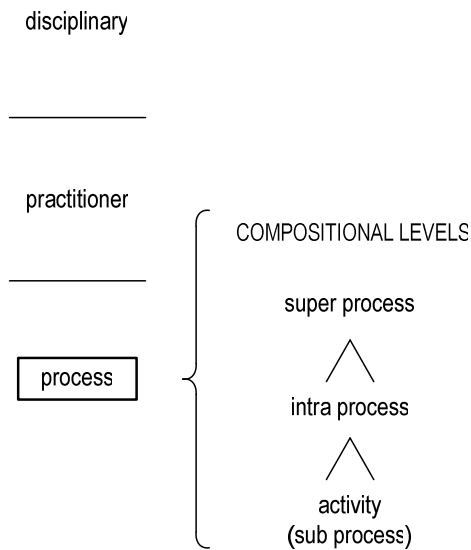 disciplinary
practitioner
process
COMPOSITIONAL LEVELS
super process
intra process
activity
(sub process)